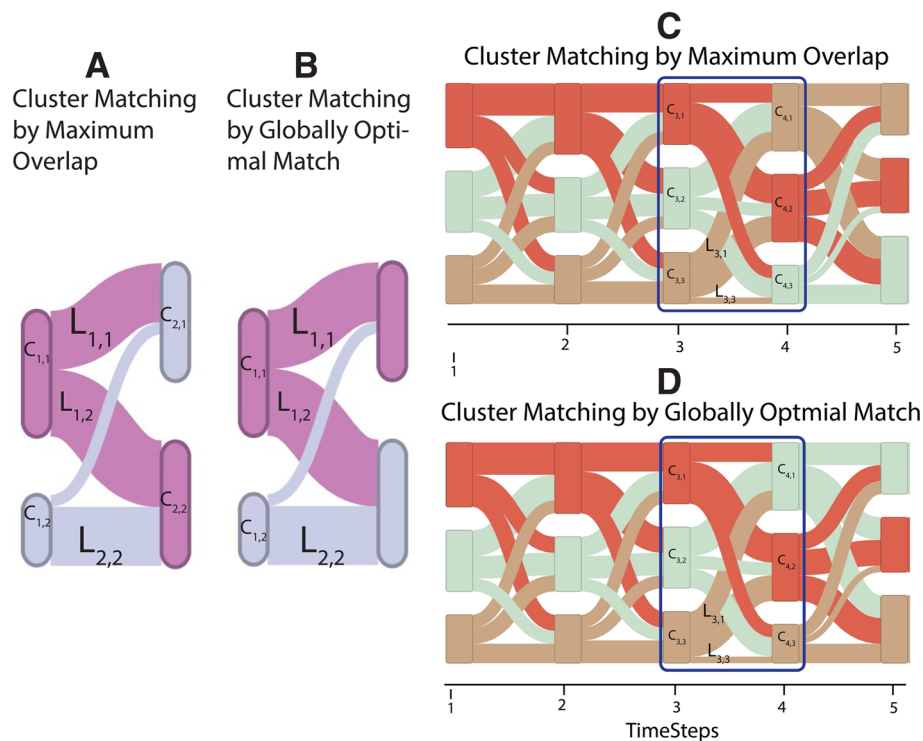 A
Cluster Matching
by Maximum
Overlap
C1,1
L1,1
L1,2
C1,2
L2,2
C2,1
C2,2
B
Cluster Matching
by Globally Opti-
mal Match
C1,1
L1,1
L1,2
C1,2
L2,2
C
Cluster Matching by Maximum Overlap
C3,1
C4,1
C3,2
C4,2
L3,1
C3,3
C4,3
L3,3
1 2 3 4 5
D
Cluster Matching by Globally Optmial Match
C3,1
C4,1
C3,2
C4,2
L3,1
C3,3
C4,3
L3,3
1 2 3 4 5
TimeSteps